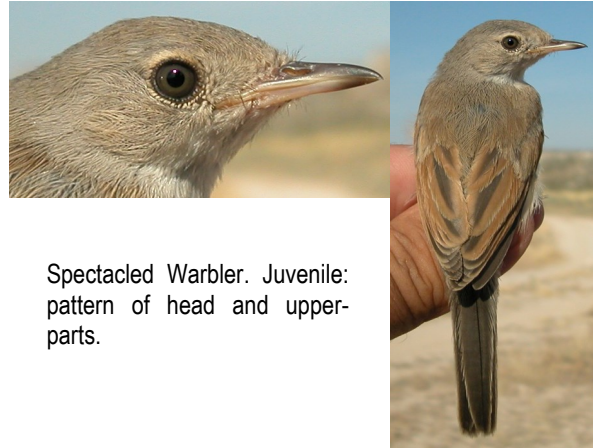 Spectacled Warbler. Juvenile:
pattern of head and upper-
parts.